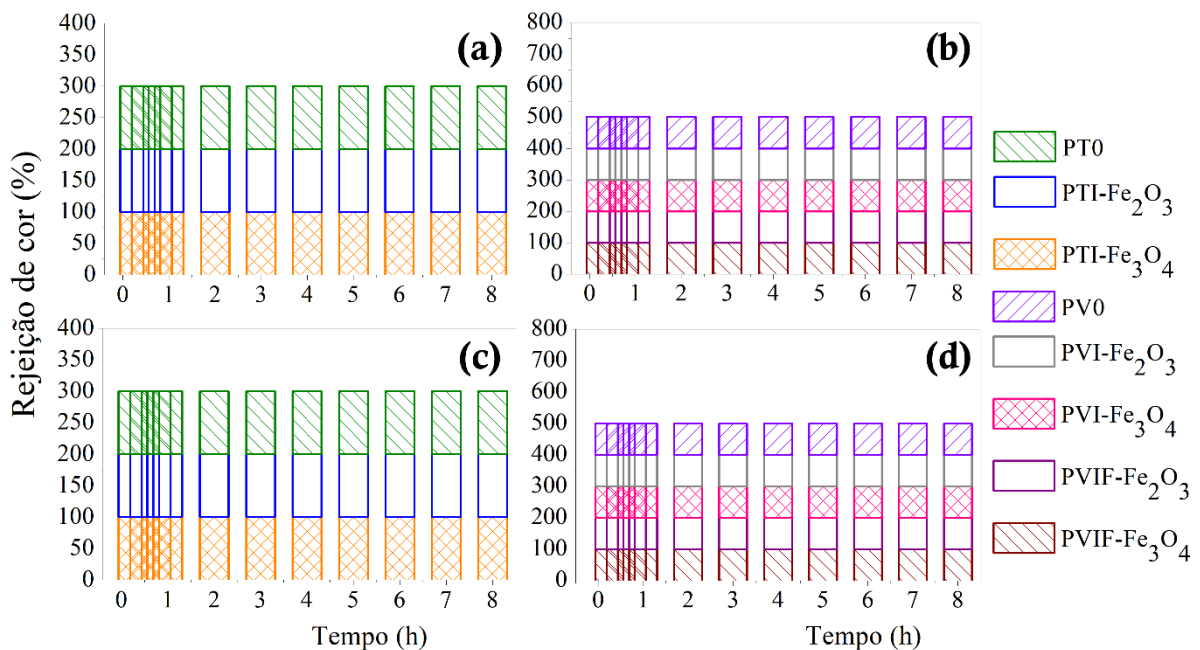 Rejeição de cor (%)
(a)
400
350
300
250
200
150
100
50
0
0 1 2 3 4 5 6 7 8
(b)
800
700
600
500
400
300
200
100
0
0 1 2 3 4 5 6 7 8
(c)
400
350
300
250
200
150
100
50
0
0 1 2 3 4 5 6 7 8
Tempo (h)
(d)
800
700
600
500
400
300
200
100
0
0 1 2 3 4 5 6 7 8
Tempo (h)
PT0
PTI-Fe₂O₃
PTI-Fe₃O₄
PV0
PVI-Fe₂O₃
PVI-Fe₃O₄
PVIF-Fe₂O₃
PVIF-Fe₃O₄